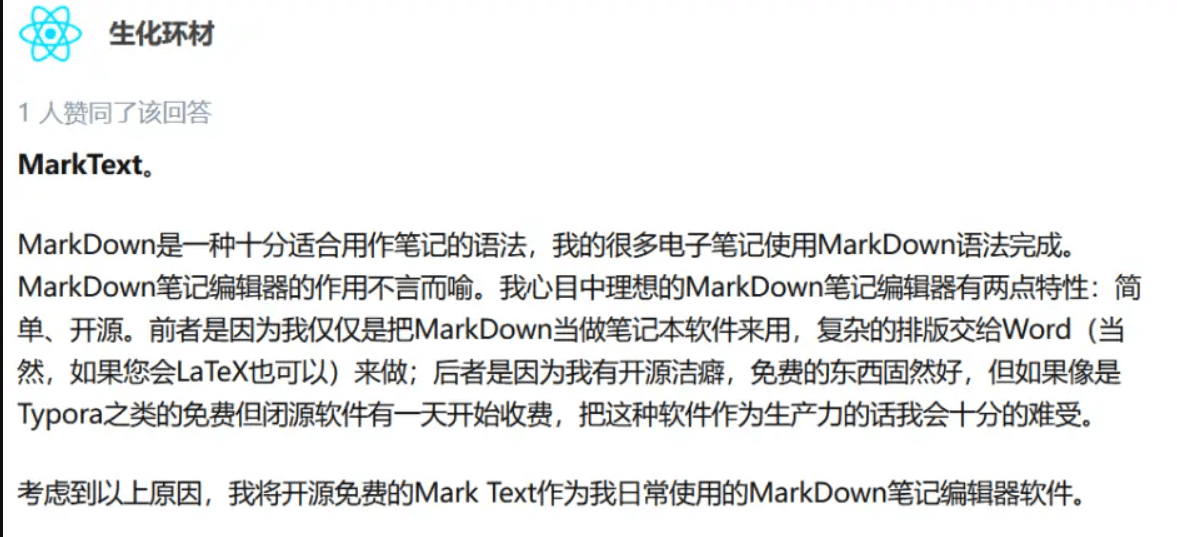 生化环材
1 人赞同了该回答
MarkText。
MarkDown是一种十分适合用作笔记的语法，我的很多电子笔记使用MarkDown语法完成。
MarkDown笔记编辑器的作用不言而喻。我心目中理想的MarkDown笔记编辑器有两点特性：简
单、开源。前者是因为我仅仅是把MarkDown当做笔记本软件来用，复杂的排版交给Word（当
然，如果您会LaTeX也可以）来做；后者是因为我有开源洁癖，免费的东西固然好，但如果像是
Typora之类的免费但闭源软件有一天开始收费，把这种软件作为生产力的话我会十分的难受。
考虑到以上原因，我将开源免费的Mark Text作为我日常使用的MarkDown笔记编辑器软件。